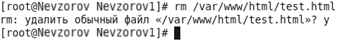 [root@Nevzorov Nevzorov1]# rm /var/www/html/test.html
rm: удалить обычный файл «/var/www/html/test.html»? y
[root@Nevzorov Nevzorov1]#